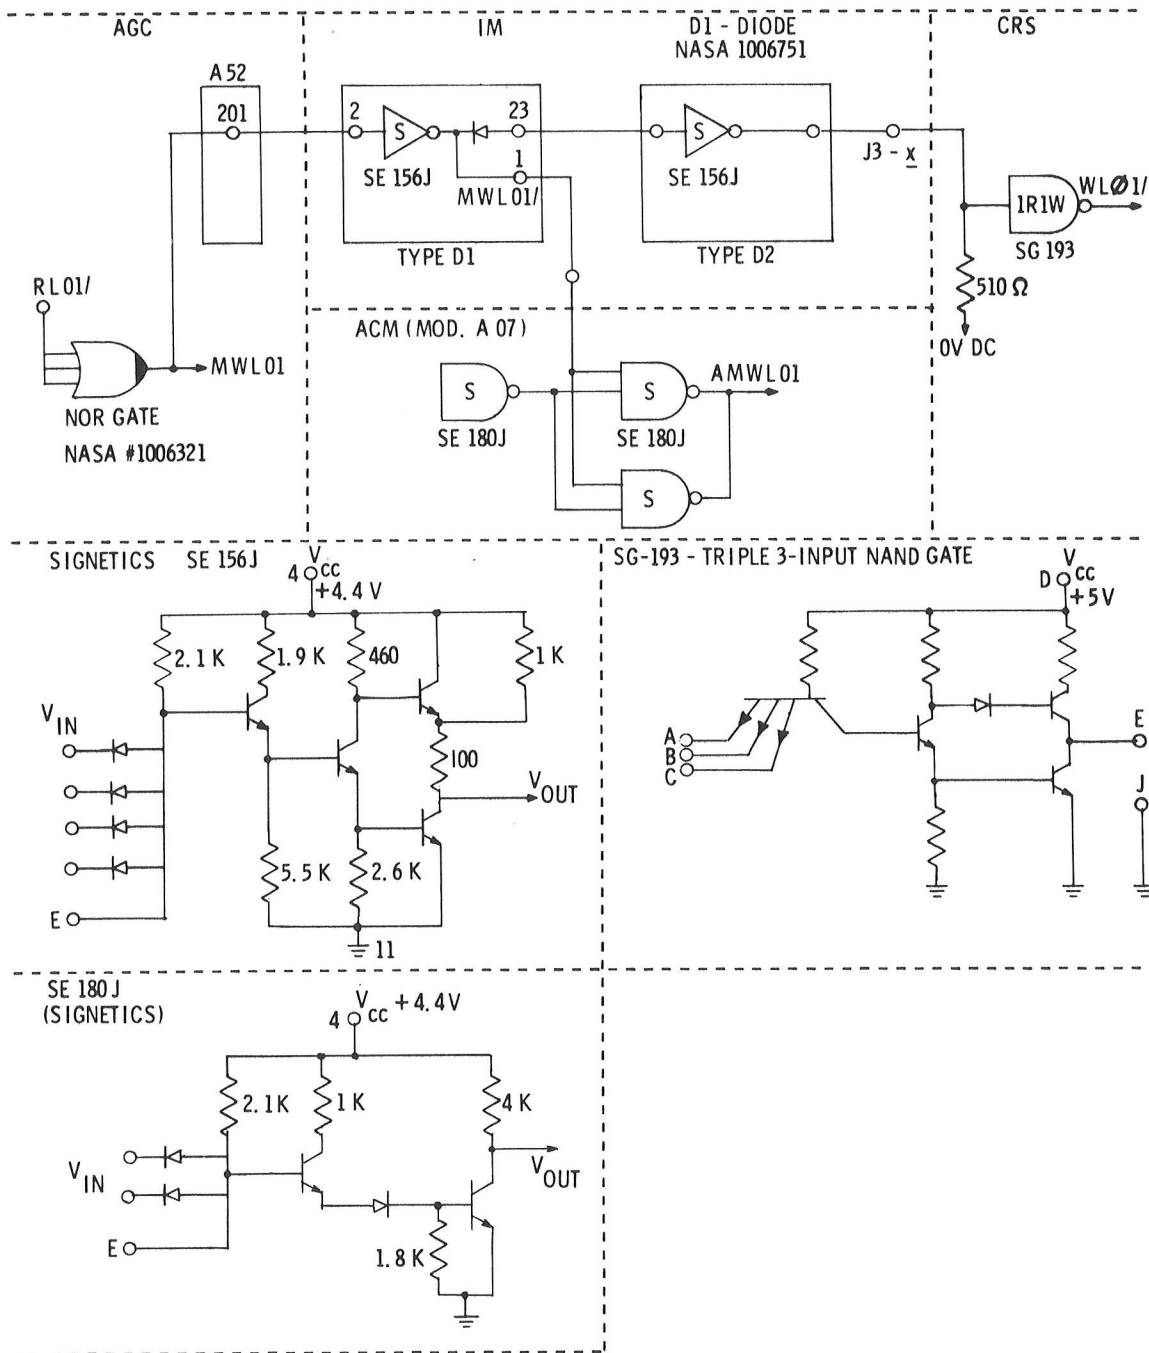 AGC
IM
D1 - DIODE
NASA 1006751
CRS
A 52
201
2
S
SE 156J
23
1
MWL01/
TYPE D1
S
SE 156J
TYPE D2
J3 - x
1R1W
WLØ1/
SG 193
510 Ω
0V DC
RL01/
MWL01
NOR GATE
NASA #1006321
ACM (MOD. A 07)
S
SE 180J
S
SE 180J
S
AMWL01
SIGNETICS SE 156J
4 VCC
+4.4 V
2.1 K
1.9 K
460
1 K
VIN
100
VOUT
5.5 K
2.6 K
E
11
SG-193 - TRIPLE 3-INPUT NAND GATE
D VCC
+5V
A
B
C
E
J
SE 180J
(SIGNETICS)
4 VCC +4.4V
2.1K
1K
4 K
VIN
VOUT
E
1.8 K